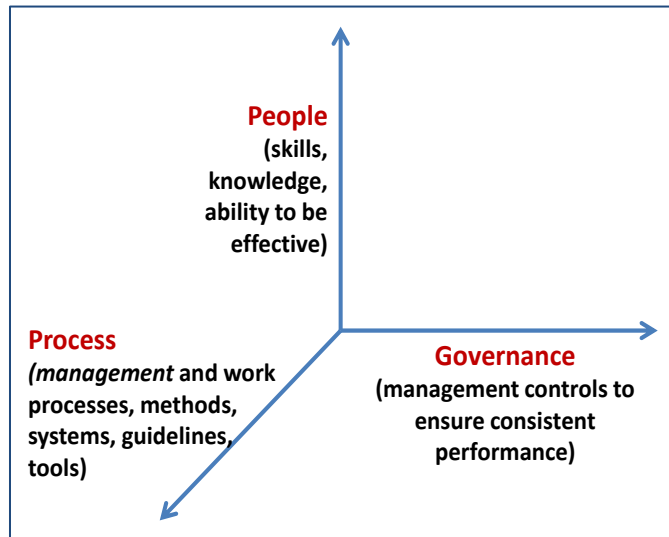 People
(skills,
knowledge,
ability to be
effective)
Process
(management and work
processes, methods,
systems, guidelines,
tools)
Governance
(management controls to
ensure consistent
performance)